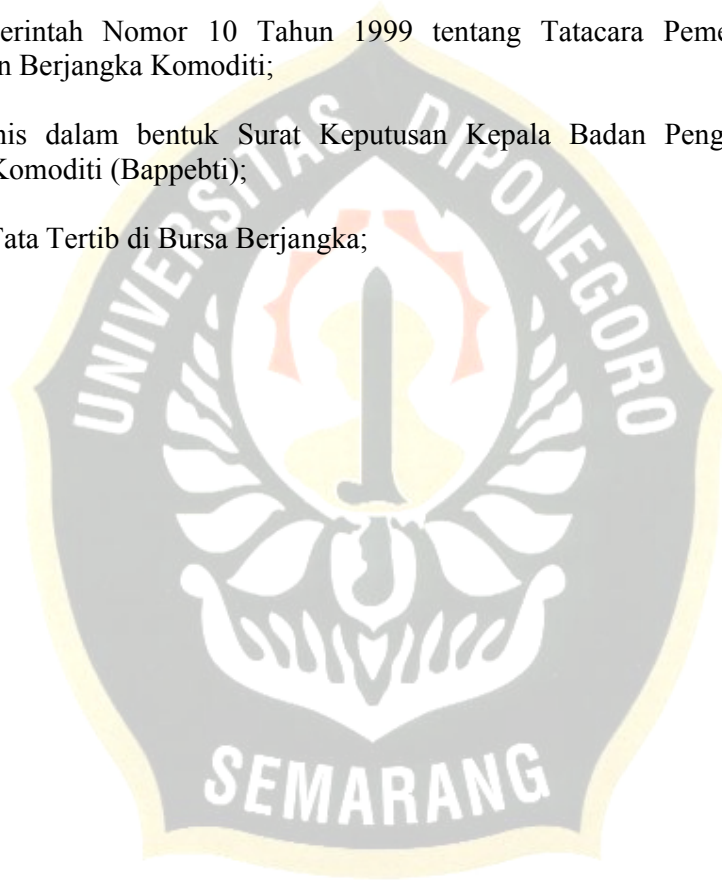 erintah Nomor 10 Tahun 1999 tentang Tatacara Peme
n Berjangka Komoditi;
nis dalam bentuk Surat Keputusan Kepala Badan Peng
Komoditi (Bappebti);
Tata Tertib di Bursa Berjangka;
UNIVERSITAS DIPONEGORO
SEMARANG